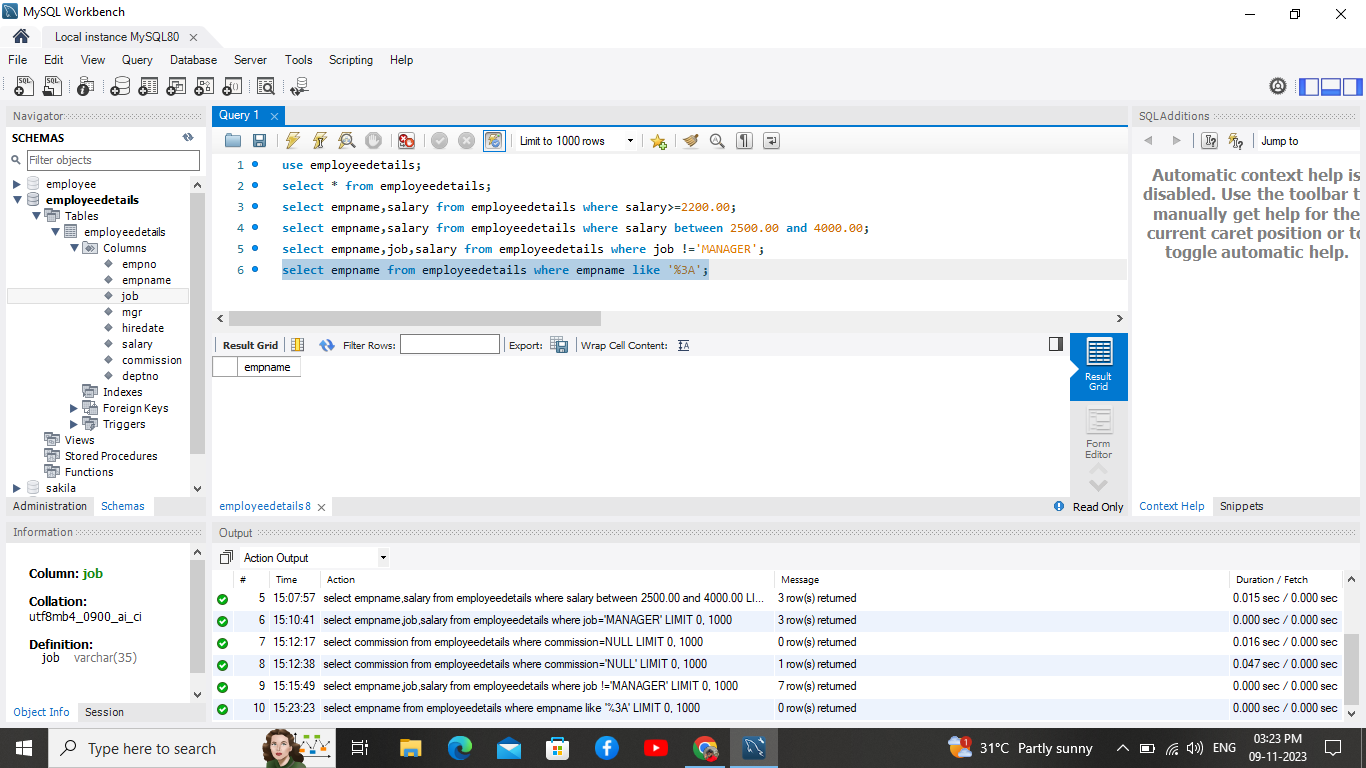 MySQL Workbench
Local instance MySQL80
File Edit View Query Database Server Tools Scripting Help
Navigator
SCHEMAS
Filter objects
employee
employeedetails
Tables
employeedetails
Columns
empno
empname
job
mgr
hiredate
salary
commission
deptno
Indexes
Foreign Keys
Triggers
Views
Stored Procedures
Functions
sakila
Administration Schemas
Information
Column: job
Collation:
utf8mb4_0900_ai_ci
Definition:
job varchar(35)
Object Info Session
Query 1
Limit to 1000 rows
1 use employeedetails;
2 select * from employeedetails;
3 select empname,salary from employeedetails where salary>=2200.00;
4 select empname,salary from employeedetails where salary between 2500.00 and 4000.00;
5 select empname,job,salary from employeedetails where job !='MANAGER';
6 select empname from employeedetails where empname like '%3A';
Result Grid Filter Rows: Export: Wrap Cell Content:
empname
Result
Grid
Form
Editor
employeedetails 8
Read Only
SQLAdditions
Jump to
Automatic context help is
disabled. Use the toolbar t
manually get help for the
current caret position or to
toggle automatic help.
Context Help Snippets
Output
Action Output
# Time Action Message Duration / Fetch
5 15:07:57 select empname,salary from employeedetails where salary between 2500.00 and 4000.00 LI... 3 row(s) returned 0.015 sec / 0.000 sec
6 15:10:41 select empname,job,salary from employeedetails where job='MANAGER' LIMIT 0, 1000 3 row(s) returned 0.000 sec / 0.000 sec
7 15:12:17 select commission from employeedetails where commission=NULL LIMIT 0, 1000 0 row(s) returned 0.016 sec / 0.000 sec
8 15:12:38 select commission from employeedetails where commission='NULL' LIMIT 0, 1000 1 row(s) returned 0.047 sec / 0.000 sec
9 15:15:49 select empname,job,salary from employeedetails where job !='MANAGER' LIMIT 0, 1000 7 row(s) returned 0.000 sec / 0.000 sec
10 15:23:23 select empname from employeedetails where empname like '%3A' LIMIT 0, 1000 0 row(s) returned 0.000 sec / 0.000 sec
Type here to search
1
31°C Partly sunny
ENG
03:23 PM
09-11-2023